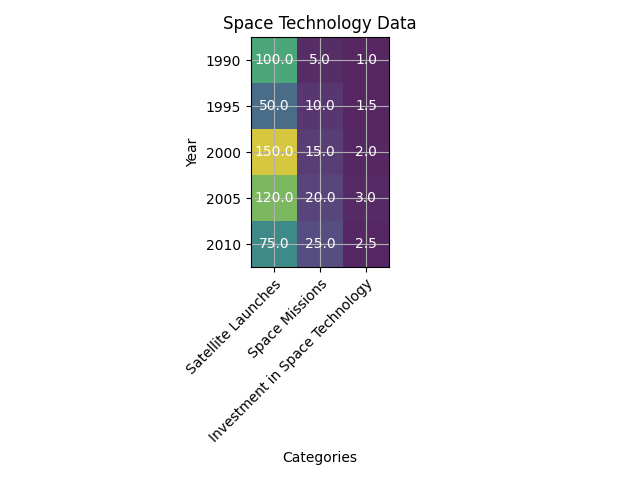 Space Technology Data
Year
1990 100.0 5.0 1.0
1995 50.0 10.0 1.5
2000 150.0 15.0 2.0
2005 120.0 20.0 3.0
2010 75.0 25.0 2.5
Satellite Launches
Space Missions
Investment in Space Technology
Categories